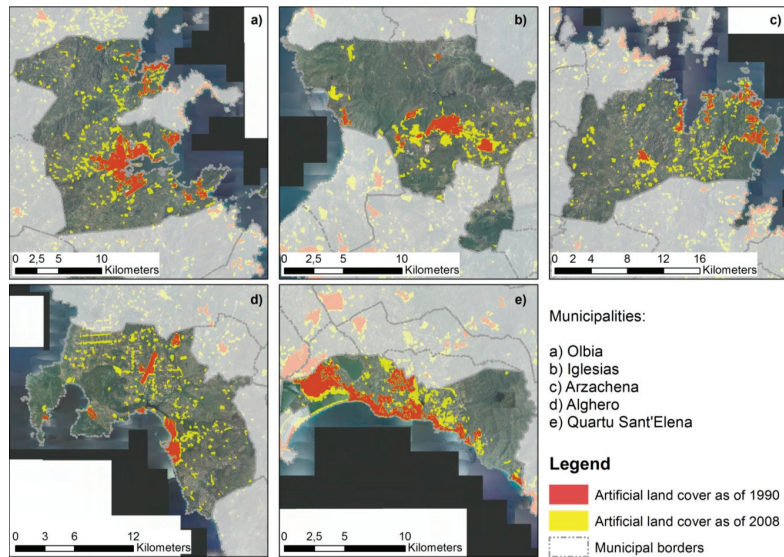 a)
b)
c)
0 2,5 5 10
Kilometers
0 2,5 5 10
Kilometers
0 2 4 8 12 16
Kilometers
d)
e)
0 3 6 12
Kilometers
0 2,5 5 10
Kilometers
Municipalities:
a) Olbia
b) Iglesias
c) Arzachena
d) Alghero
e) Quartu Sant'Elena
Legend
Artificial land cover as of 1990
Artificial land cover as of 2008
Municipal borders